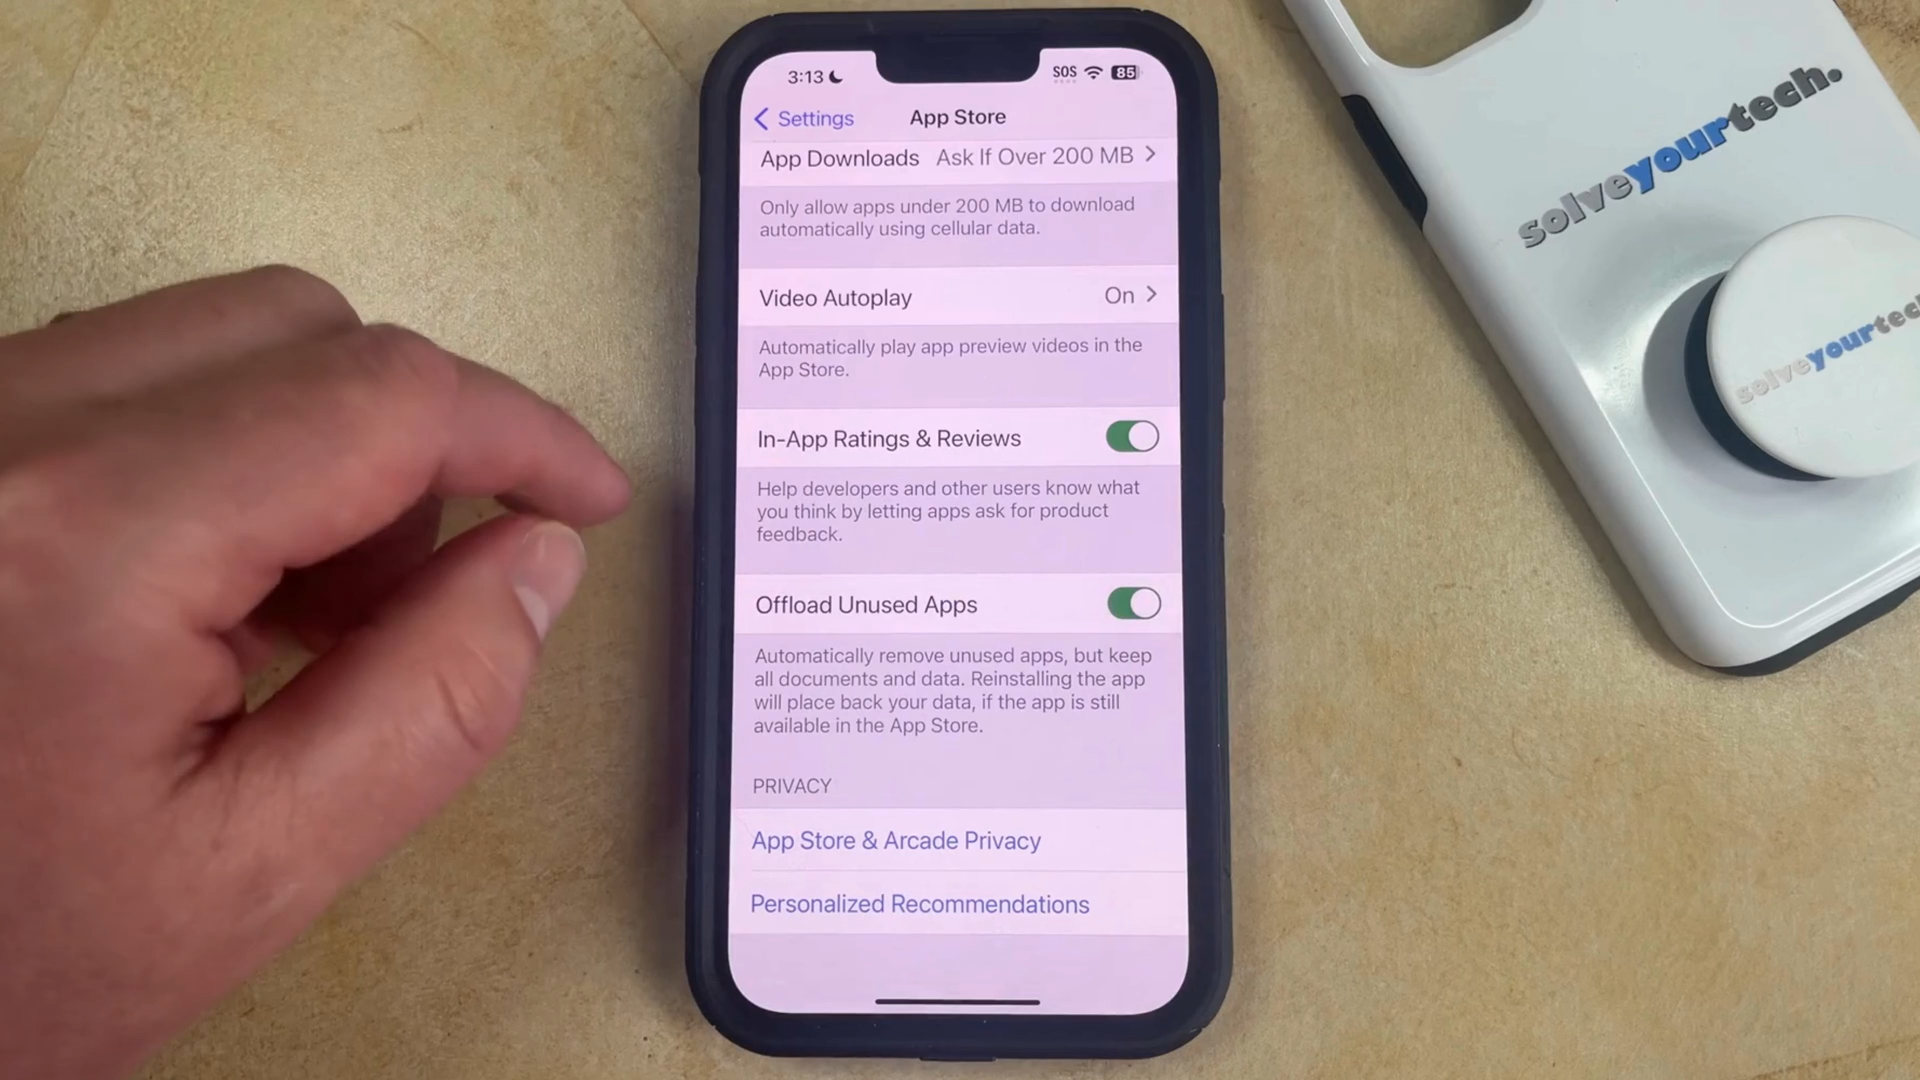 3:13
SOS
85
Settings
App Store
App Downloads Ask If Over 200 MB
Only allow apps under 200 MB to download
automatically using cellular data.
Video Autoplay On
Automatically play app preview videos in the
App Store.
In-App Ratings & Reviews
Help developers and other users know what
you think by letting apps ask for product
feedback.
Offload Unused Apps
Automatically remove unused apps, but keep
all documents and data. Reinstalling the app
will place back your data, if the app is still
available in the App Store.
PRIVACY
App Store & Arcade Privacy
Personalized Recommendations
solveyourtech.
solveyourtech